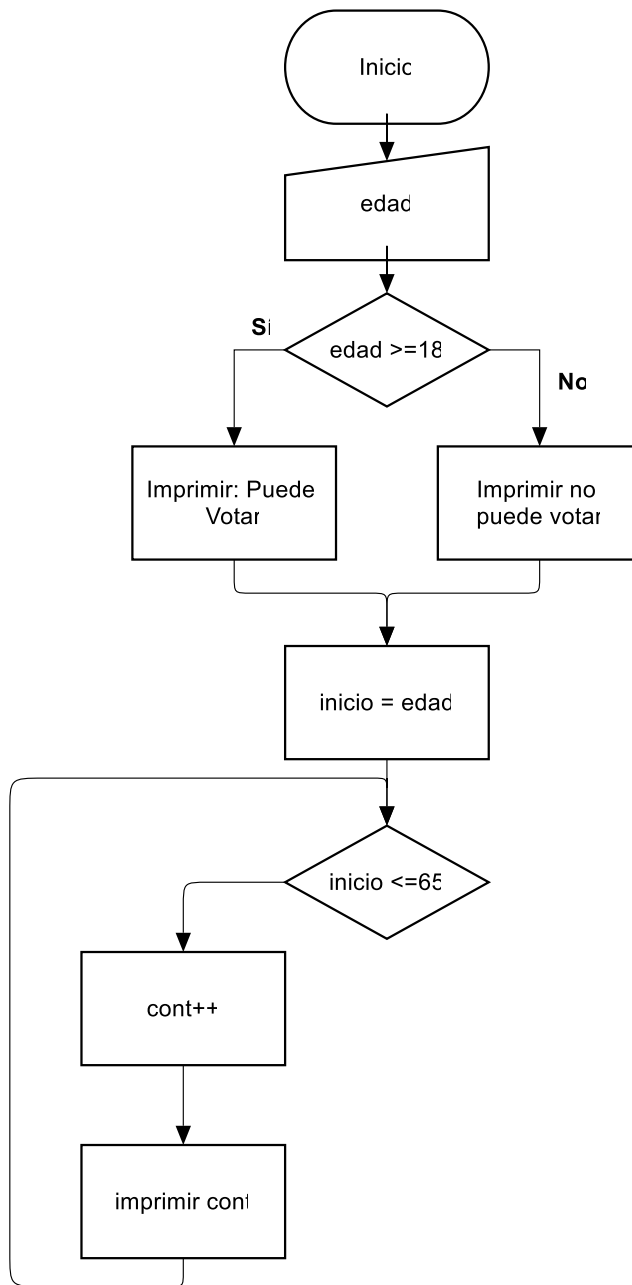 Inicio
edad
Si
edad >=18
No
Imprimir: Puede
Votar
Imprimir no
puede votar
inicio = edad
inicio <=65
cont++
imprimir cont